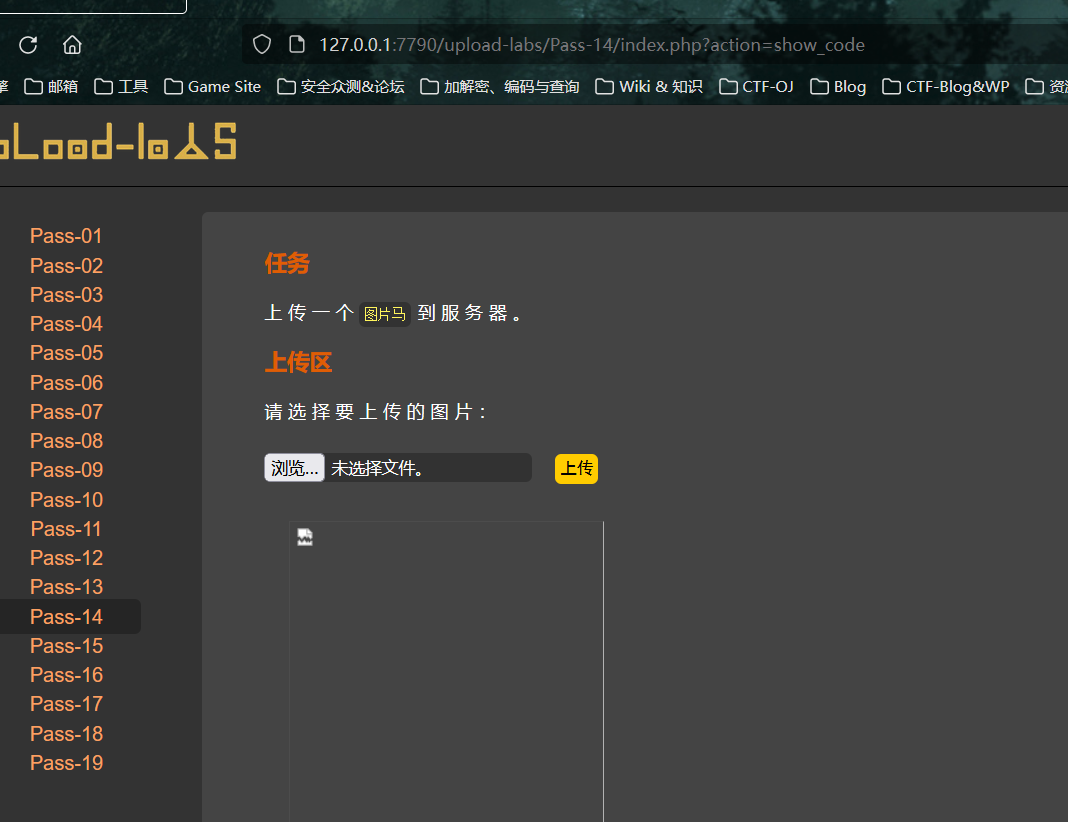 127.0.0.1:7790/upload-labs/Pass-14/index.php?action=show_code
邮箱 工具 Game Site 安全众测&论坛 加解密、编码与查询 Wiki & 知识 CTF-OJ Blog CTF-Blog&WP
Pass-01
Pass-02
Pass-03
Pass-04
Pass-05
Pass-06
Pass-07
Pass-08
Pass-09
Pass-10
Pass-11
Pass-12
Pass-13
Pass-14
Pass-15
Pass-16
Pass-17
Pass-18
Pass-19
任务
上传一个 图片马 到服务器。
上传区
请选择要上传的图片：
浏览... 未选择文件。 上传